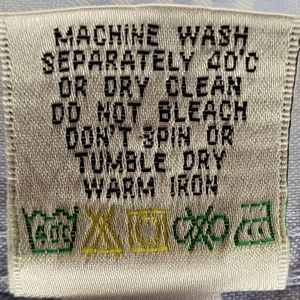 MACHINE WASH
SEPARATELY 40°C
OR DRY CLEAN
DO NOT BLEACH
DON'T SPIN OR
TUMBLE DRY
WARM IRON